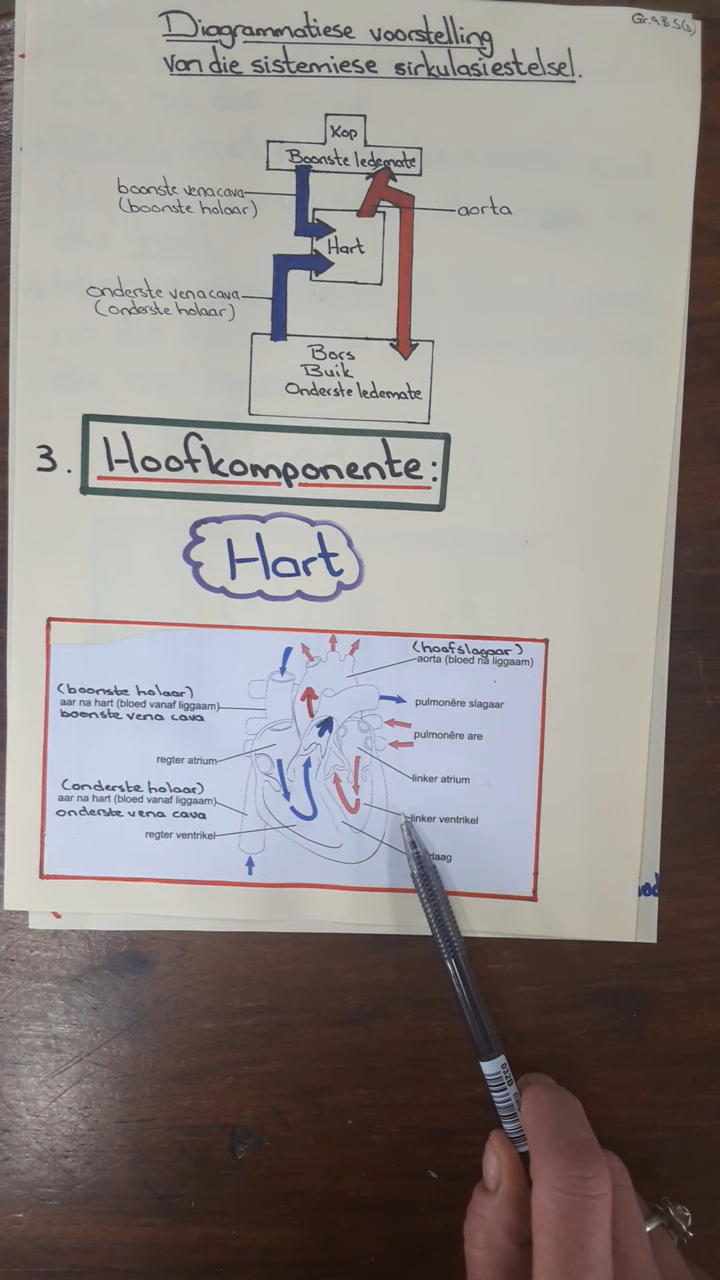 Gr.9 B.S(2)
Diagrammatiese voorstelling
van die sistemiese sirkulasiestelsel.
Kop
Boonste ledemate
boonste vena cava
(boonste holaar)
aorta
Hart
onderste vena cava
(onderste holaar)
Bors
Buik
Onderste ledemate
3. Hoofkomponente:
Hart
(hoofslagaar)
aorta (bloed na liggaam)
(boonste holaar)
aar na hart (bloed vanaf liggaam)
boonste vena cava
pulmonêre slagaar
pulmonêre are
regter atrium
linker atrium
(onderste holaar)
aar na hart (bloed vanaf liggaam)
onderste vena cava
linker ventrikel
regter ventrikel